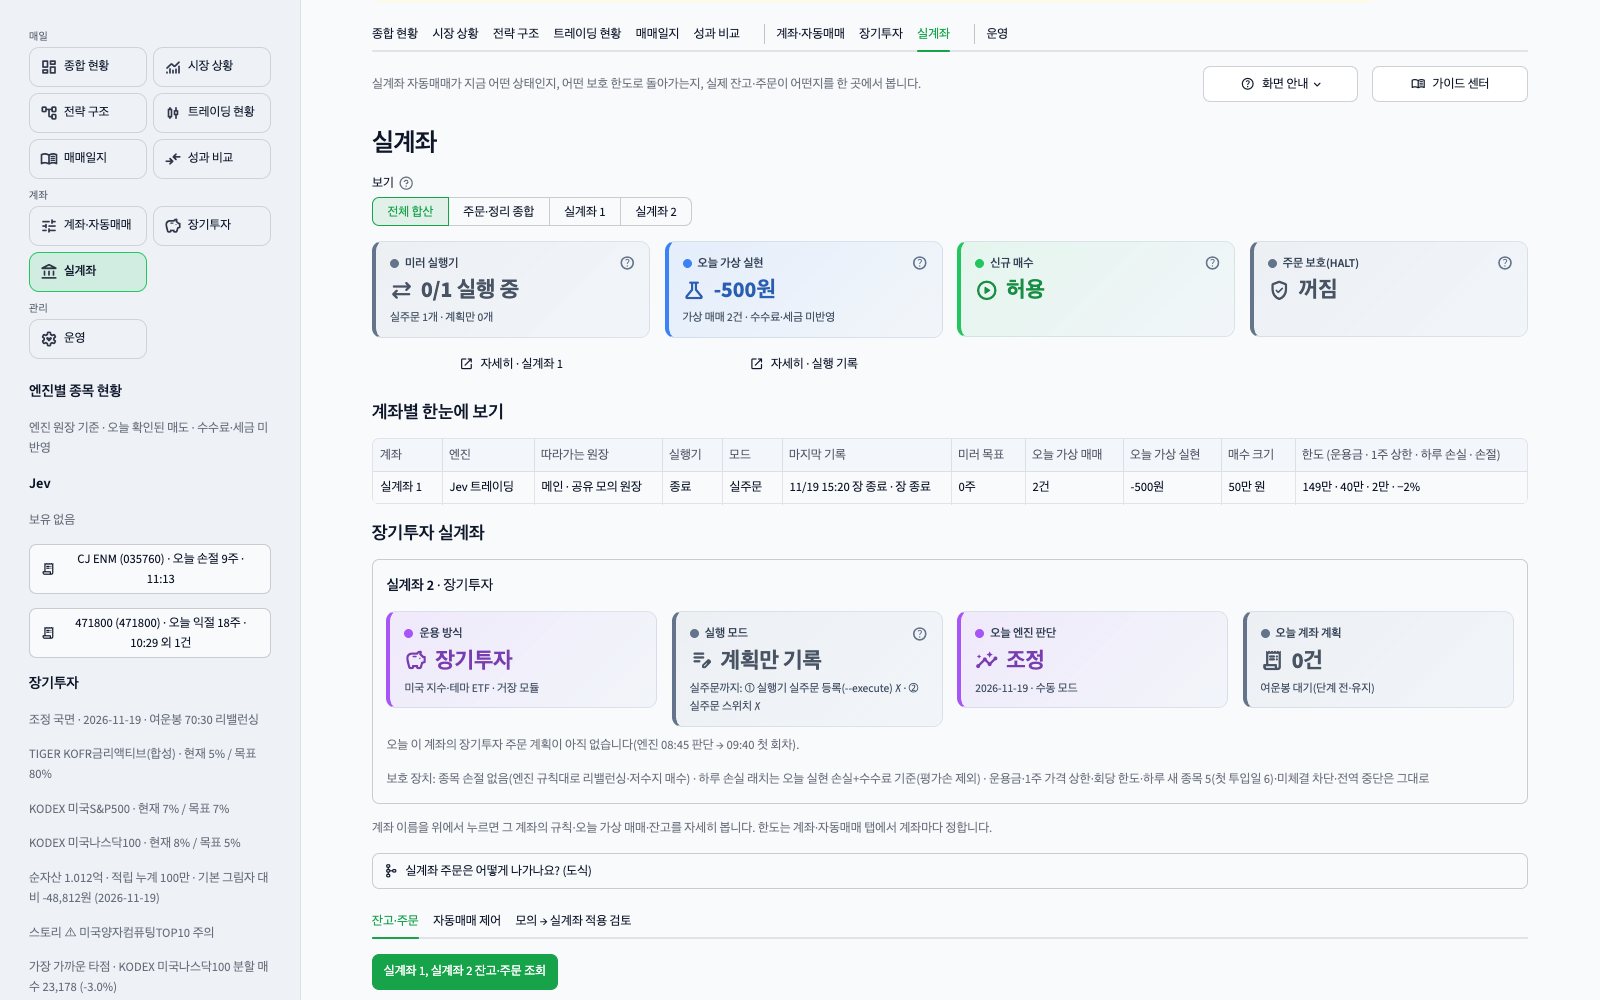 매일
종합 현황
시장 상황
전략 구조
트레이딩 현황
매매일지
성과 비교
계좌
계좌·자동매매
장기투자
실계좌
관리
운영
엔진별 종목 현황
엔진 원장 기준 · 오늘 확인된 매도 · 수수료·세금 미
반영
Jev
보유 없음
CJ ENM (035760) · 오늘 손절 9주 ·
11:13
471800 (471800) · 오늘 익절 18주 ·
10:29 외 1건
장기투자
조정 국면 · 2026-11-19 · 여운봉 70:30 리밸런싱
TIGER KOFR금리액티브(합성) · 현재 5% / 목표
80%
KODEX 미국S&P500 · 현재 7% / 목표 7%
KODEX 미국나스닥100 · 현재 8% / 목표 5%
순자산 1.012억 · 적립 누계 100만 · 기본 그림자 대
비 -48,812원 (2026-11-19)
스토리 ⚠ 미국양자컴퓨팅TOP10 주의
가장 가까운 타점 · KODEX 미국나스닥100 분할 매
수 23,178 (-3.0%)
종합 현황 시장 상황 전략 구조 트레이딩 현황 매매일지 성과 비교 계좌·자동매매 장기투자 실계좌 운영
실계좌 자동매매가 지금 어떤 상태인지, 어떤 보호 한도로 돌아가는지, 실제 잔고·주문이 어떤지를 한 곳에서 봅니다.
화면 안내
가이드 센터
실계좌
보기
전체 합산 주문·정리 종합 실계좌 1 실계좌 2
미러 실행기
0/1 실행 중
실주문 1개 · 계획만 0개
오늘 가상 실현
-500원
가상 매매 2건 · 수수료·세금 미반영
신규 매수
허용
주문 보호(HALT)
꺼짐
자세히 · 실계좌 1
자세히 · 실행 기록
계좌별 한눈에 보기
계좌 엔진 따라가는 원장 실행기 모드 마지막 기록 미러 목표 오늘 가상 매매 오늘 가상 실현 매수 크기 한도 (운용금 · 1주 상한 · 하루 손실 · 손절)
실계좌 1 Jev 트레이딩 메인 · 공유 모의 원장 종료 실주문 11/19 15:20 장 종료 · 장 종료 0주 2건 -500원 50만 원 149만 · 40만 · 2만 · −2%
장기투자 실계좌
실계좌 2 · 장기투자
운용 방식
장기투자
미국 지수·테마 ETF · 거장 모듈
실행 모드
계획만 기록
실주문까지: ① 실행기 실주문 등록(--execute) ✗ · ②
실주문 스위치 ✗
오늘 엔진 판단
조정
2026-11-19 · 수동 모드
오늘 계좌 계획
0건
여운봉 대기(단계 전·유지)
오늘 이 계좌의 장기투자 주문 계획이 아직 없습니다(엔진 08:45 판단 → 09:40 첫 회차).
보호 장치: 종목 손절 없음(엔진 규칙대로 리밸런싱·저수지 매수) · 하루 손실 래치는 오늘 실현 손실+수수료 기준(평가손 제외) · 운용금·1주 가격 상한·회당 한도·하루 새 종목 5(첫 투입일 6)·미체결 차단·전역 중단은 그대로
계좌 이름을 위에서 누르면 그 계좌의 규칙·오늘 가상 매매·잔고를 자세히 봅니다. 한도는 계좌·자동매매 탭에서 계좌마다 정합니다.
실계좌 주문은 어떻게 나가나요? (도식)
잔고·주문 자동매매 제어 모의 → 실계좌 적용 검토
실계좌 1, 실계좌 2 잔고·주문 조회